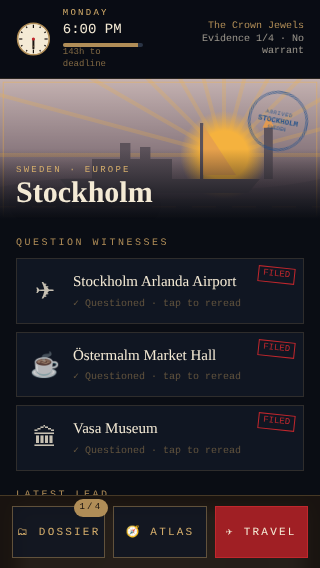 MONDAY
6:00 PM
143h to
deadline
The Crown Jewels
Evidence 1/4 · No
warrant
ARRIVED
STOCKHOLM
SWEDEN · EUROPE
Stockholm
QUESTION WITNESSES
Stockholm Arlanda Airport
FILED
✓ Questioned · tap to reread
Östermalm Market Hall
FILED
✓ Questioned · tap to reread
Vasa Museum
FILED
✓ Questioned · tap to reread
LATEST LEAD
1/4
DOSSIER
ATLAS
TRAVEL